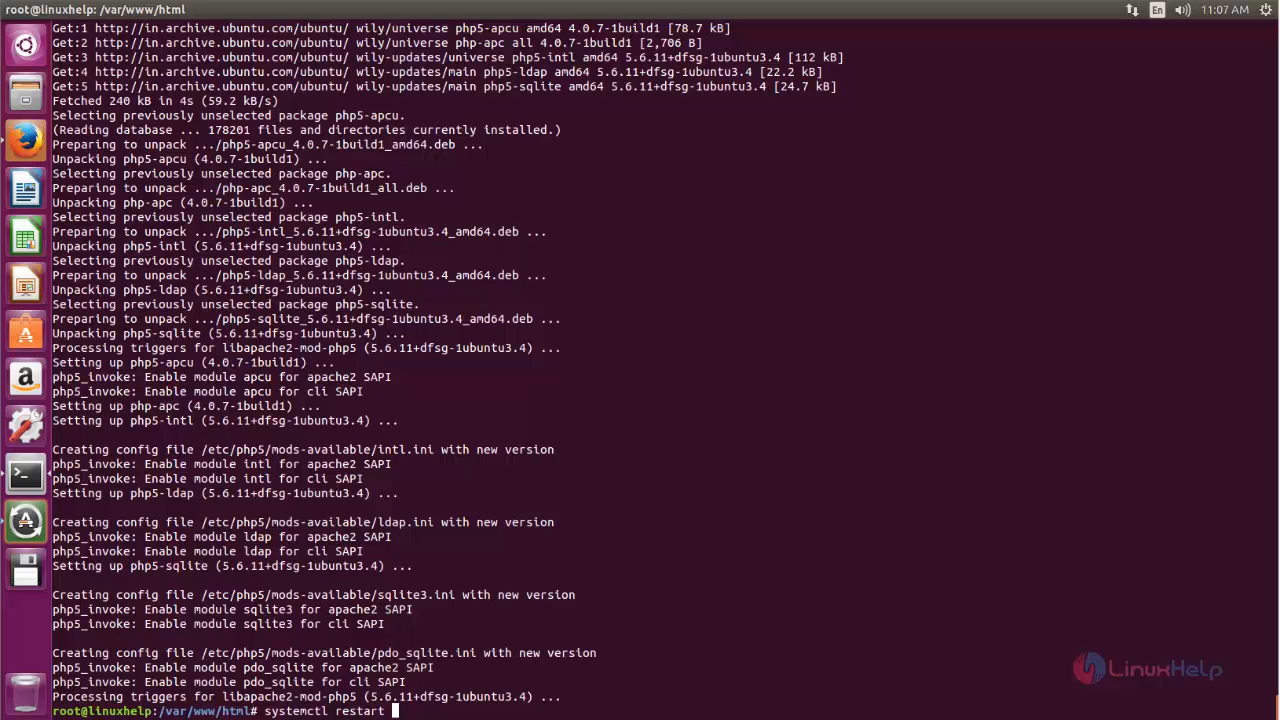 root@linuxhelp: /var/www/html
En
11:07 AM
Get:1 http://in.archive.ubuntu.com/ubuntu/ wily/universe php5-apcu amd64 4.0.7-1build1 [78.7 kB]
Get:2 http://in.archive.ubuntu.com/ubuntu/ wily/universe php-apc all 4.0.7-1build1 [2,706 B]
Get:3 http://in.archive.ubuntu.com/ubuntu/ wily-updates/universe php5-intl amd64 5.6.11+dfsg-1ubuntu3.4 [112 kB]
Get:4 http://in.archive.ubuntu.com/ubuntu/ wily-updates/main php5-ldap amd64 5.6.11+dfsg-1ubuntu3.4 [22.2 kB]
Get:5 http://in.archive.ubuntu.com/ubuntu/ wily-updates/main php5-sqlite amd64 5.6.11+dfsg-1ubuntu3.4 [24.7 kB]
Fetched 240 kB in 4s (59.2 kB/s)
Selecting previously unselected package php5-apcu.
(Reading database ... 178201 files and directories currently installed.)
Preparing to unpack .../php5-apcu_4.0.7-1build1_amd64.deb ...
Unpacking php5-apcu (4.0.7-1build1) ...
Selecting previously unselected package php-apc.
Preparing to unpack .../php-apc_4.0.7-1build1_all.deb ...
Unpacking php-apc (4.0.7-1build1) ...
Selecting previously unselected package php5-intl.
Preparing to unpack .../php5-intl_5.6.11+dfsg-1ubuntu3.4_amd64.deb ...
Unpacking php5-intl (5.6.11+dfsg-1ubuntu3.4) ...
Selecting previously unselected package php5-ldap.
Preparing to unpack .../php5-ldap_5.6.11+dfsg-1ubuntu3.4_amd64.deb ...
Unpacking php5-ldap (5.6.11+dfsg-1ubuntu3.4) ...
Selecting previously unselected package php5-sqlite.
Preparing to unpack .../php5-sqlite_5.6.11+dfsg-1ubuntu3.4_amd64.deb ...
Unpacking php5-sqlite (5.6.11+dfsg-1ubuntu3.4) ...
Processing triggers for libapache2-mod-php5 (5.6.11+dfsg-1ubuntu3.4) ...
Setting up php5-apcu (4.0.7-1build1) ...
php5_invoke: Enable module apcu for apache2 SAPI
php5_invoke: Enable module apcu for cli SAPI
Setting up php-apc (4.0.7-1build1) ...
Setting up php5-intl (5.6.11+dfsg-1ubuntu3.4) ...
Creating config file /etc/php5/mods-available/intl.ini with new version
php5_invoke: Enable module intl for apache2 SAPI
php5_invoke: Enable module intl for cli SAPI
Setting up php5-ldap (5.6.11+dfsg-1ubuntu3.4) ...
Creating config file /etc/php5/mods-available/ldap.ini with new version
php5_invoke: Enable module ldap for apache2 SAPI
php5_invoke: Enable module ldap for cli SAPI
Setting up php5-sqlite (5.6.11+dfsg-1ubuntu3.4) ...
Creating config file /etc/php5/mods-available/sqlite3.ini with new version
php5_invoke: Enable module sqlite3 for apache2 SAPI
php5_invoke: Enable module sqlite3 for cli SAPI
Creating config file /etc/php5/mods-available/pdo_sqlite.ini with new version
php5_invoke: Enable module pdo_sqlite for apache2 SAPI
php5_invoke: Enable module pdo_sqlite for cli SAPI
Processing triggers for libapache2-mod-php5 (5.6.11+dfsg-1ubuntu3.4) ...
root@linuxhelp:/var/www/html# systemctl restart
LinuxHelp